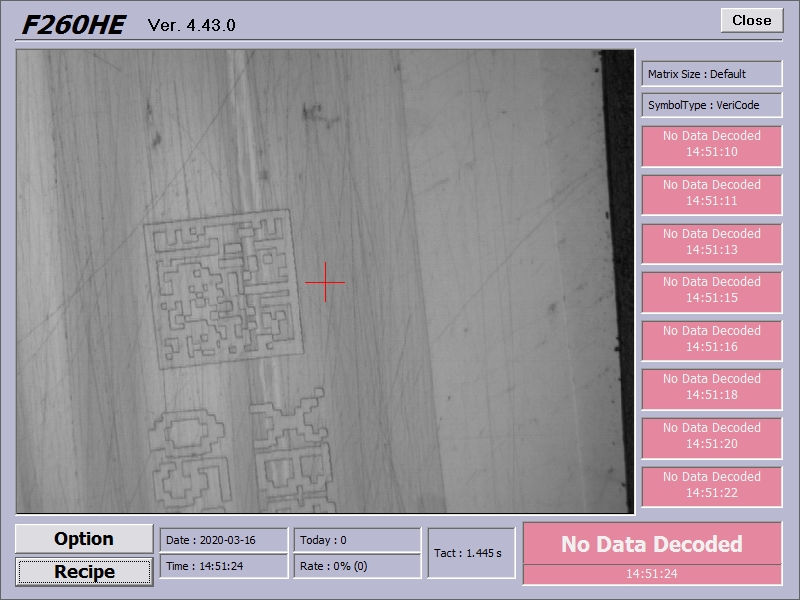 F260HE Ver. 4.43.0
Close
Matrix Size : Default
SymbolType : VeriCode
No Data Decoded
14:51:10
No Data Decoded
14:51:11
No Data Decoded
14:51:13
No Data Decoded
14:51:15
No Data Decoded
14:51:16
No Data Decoded
14:51:18
No Data Decoded
14:51:20
No Data Decoded
14:51:22
Option
Recipe
Date : 2020-03-16
Time : 14:51:24
Today : 0
Rate : 0% (0)
Tact : 1.445 s
No Data Decoded
14:51:24